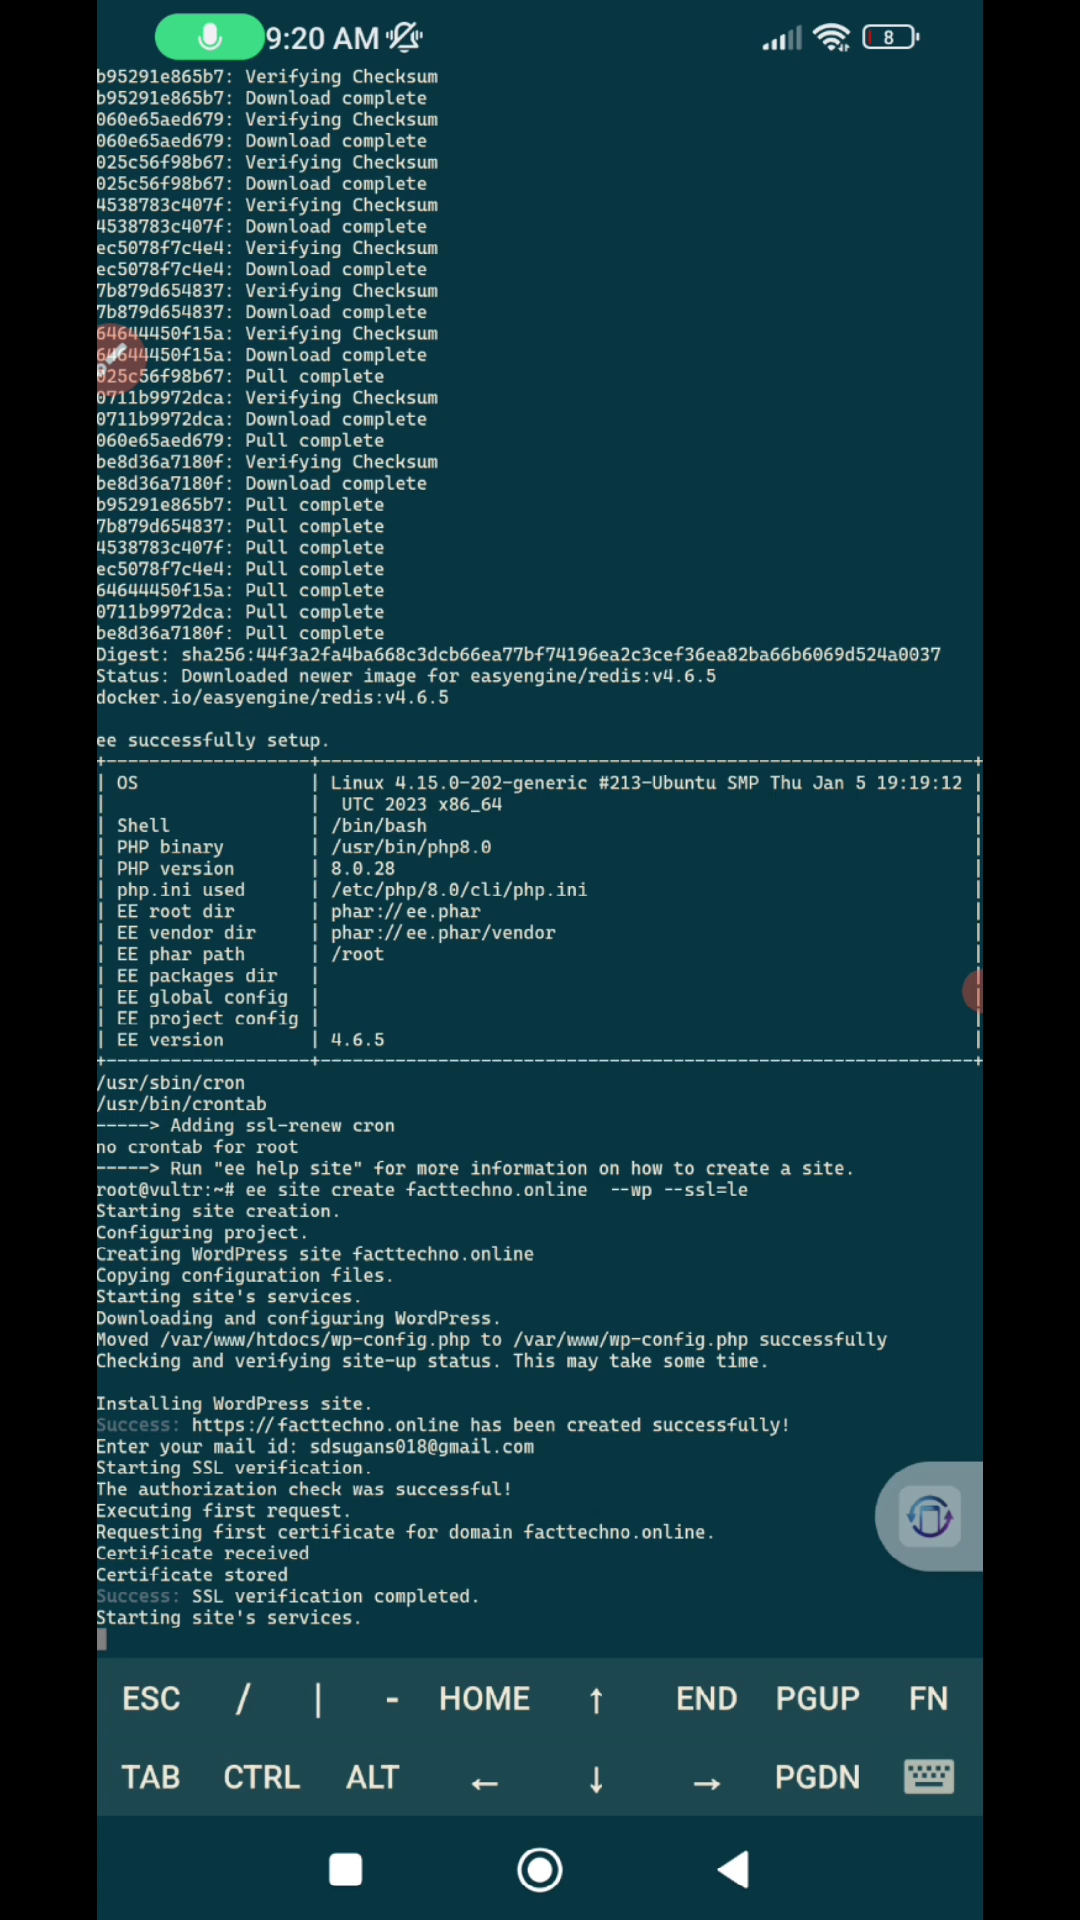 9:20 AM 8
b95291e865b7: Verifying Checksum
b95291e865b7: Download complete
060e65aed679: Verifying Checksum
060e65aed679: Download complete
025c56f98b67: Verifying Checksum
025c56f98b67: Download complete
4538783c407f: Verifying Checksum
4538783c407f: Download complete
ec5078f7c4e4: Verifying Checksum
ec5078f7c4e4: Download complete
7b879d654837: Verifying Checksum
7b879d654837: Download complete
64644450f15a: Verifying Checksum
64644450f15a: Download complete
025c56f98b67: Pull complete
0711b9972dca: Verifying Checksum
0711b9972dca: Download complete
060e65aed679: Pull complete
be8d36a7180f: Verifying Checksum
be8d36a7180f: Download complete
b95291e865b7: Pull complete
7b879d654837: Pull complete
4538783c407f: Pull complete
ec5078f7c4e4: Pull complete
64644450f15a: Pull complete
0711b9972dca: Pull complete
be8d36a7180f: Pull complete
Digest: sha256:44f3a2fa4ba668c3dcb66ea77bf74196ea2c3cef36ea82ba66b6069d524a0037
Status: Downloaded newer image for easyengine/redis:v4.6.5
docker.io/easyengine/redis:v4.6.5
ee successfully setup.
+-------------------+--------------------------------------------------------------+
| OS | Linux 4.15.0-202-generic #213-Ubuntu SMP Thu Jan 5 19:19:12 |
| | UTC 2023 x86_64 |
| Shell | /bin/bash |
| PHP binary | /usr/bin/php8.0 |
| PHP version | 8.0.28 |
| php.ini used | /etc/php/8.0/cli/php.ini |
| EE root dir | phar://ee.phar |
| EE vendor dir | phar://ee.phar/vendor |
| EE phar path | /root |
| EE packages dir | |
| EE global config | |
| EE project config | |
| EE version | 4.6.5 |
+-------------------+--------------------------------------------------------------+
/usr/sbin/cron
/usr/bin/crontab
-----> Adding ssl-renew cron
no crontab for root
-----> Run "ee help site" for more information on how to create a site.
root@vultr:~# ee site create facttechno.online --wp --ssl=le
Starting site creation.
Configuring project.
Creating WordPress site facttechno.online
Copying configuration files.
Starting site's services.
Downloading and configuring WordPress.
Moved /var/www/htdocs/wp-config.php to /var/www/wp-config.php successfully
Checking and verifying site-up status. This may take some time.
Installing WordPress site.
Success: https://facttechno.online has been created successfully!
Enter your mail id: sdsugans018@gmail.com
Starting SSL verification.
The authorization check was successful!
Executing first request.
Requesting first certificate for domain facttechno.online.
Certificate received
Certificate stored
Success: SSL verification completed.
Starting site's services.
ESC / | - HOME ↑ END PGUP FN
TAB CTRL ALT ← ↓ → PGDN